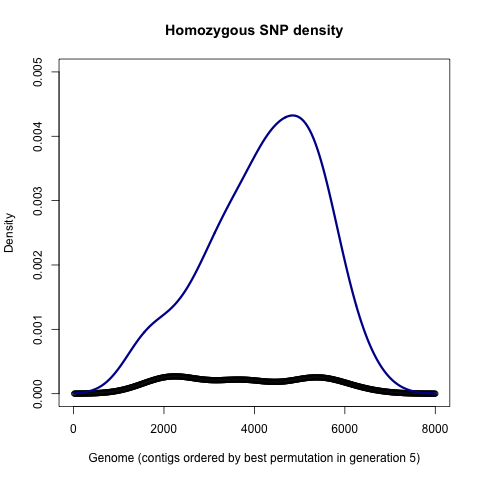 Homozygous SNP density
Density
0.005
0.004
0.003
0.002
0.001
0.000
0 2000 4000 6000 8000
Genome (contigs ordered by best permutation in generation 5)